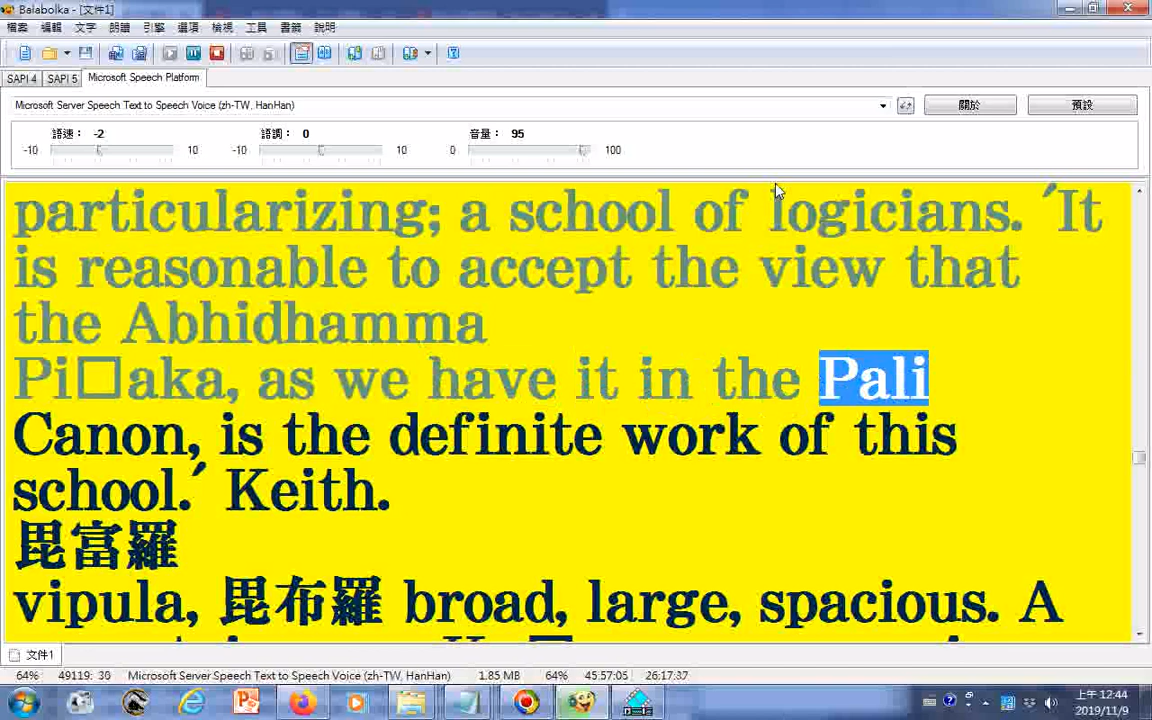 Balabolka - [文件1]
檔案 編輯 文字 朗讀 引擎 選項 檢視 工具 書籤 說明
SAPI 4 SAPI 5 Microsoft Speech Platform
Microsoft Server Speech Text to Speech Voice (zh-TW, HanHan) 關於 預設
語速： -2 語調： 0 音量： 95
-10 10 -10 10 0 100
particularizing; a school of logicians. ′It
is reasonable to accept the view that
the Abhidhamma
Pi□aka, as we have it in the Pali
Canon, is the definite work of this
school.′ Keith.
毘富羅
vipula, 毘布羅 broad, large, spacious. A
文件1
64% 49119: 30 Microsoft Server Speech Text to Speech Voice (zh-TW, HanHan) 1.85 MB 64% 45:57:05 26:17:37
上午 12:44
2019/11/9